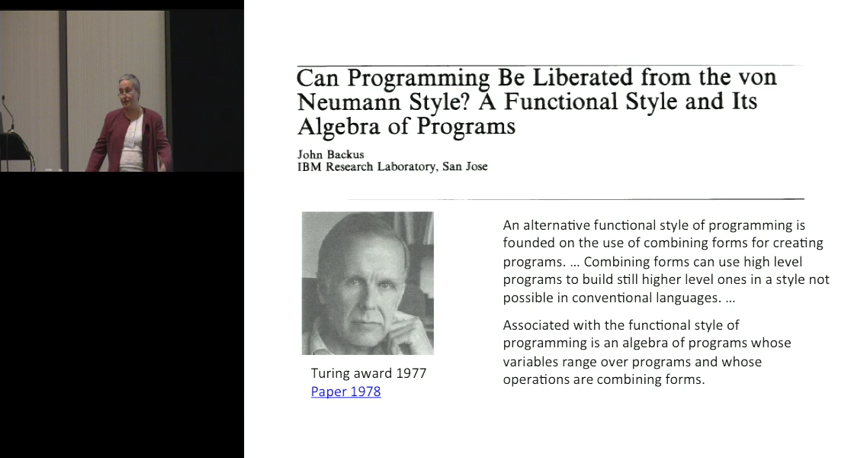 Can Programming Be Liberated from the von
Neumann Style? A Functional Style and Its
Algebra of Programs
John Backus
IBM Research Laboratory, San Jose
An alternative functional style of programming is
founded on the use of combining forms for creating
programs. ... Combining forms can use high level
programs to build still higher level ones in a style not
possible in conventional languages. ...
Associated with the functional style of
programming is an algebra of programs whose
variables range over programs and whose
operations are combining forms.
Turing award 1977
Paper 1978